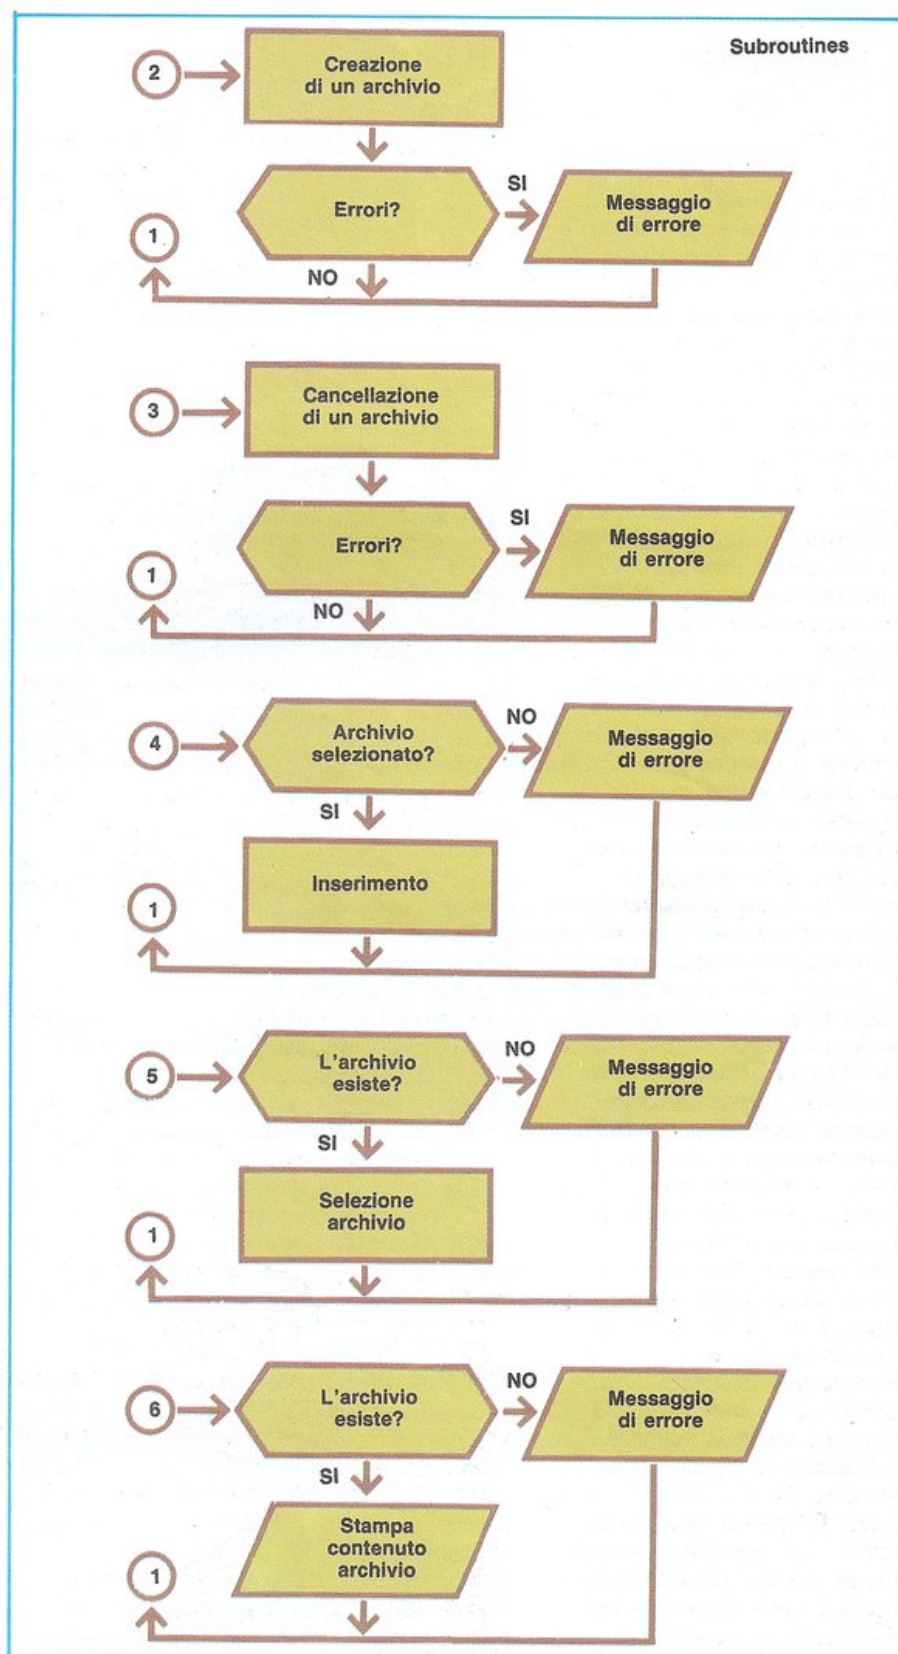 Subroutines
2
Creazione
di un archivio
Errori?
SI
Messaggio
di errore
NO
1
3
Cancellazione
di un archivio
Errori?
SI
Messaggio
di errore
NO
1
4
Archivio
selezionato?
NO
Messaggio
di errore
SI
Inserimento
1
5
L'archivio
esiste?
NO
Messaggio
di errore
SI
Selezione
archivio
1
6
L'archivio
esiste?
NO
Messaggio
di errore
SI
Stampa
contenuto
archivio
1